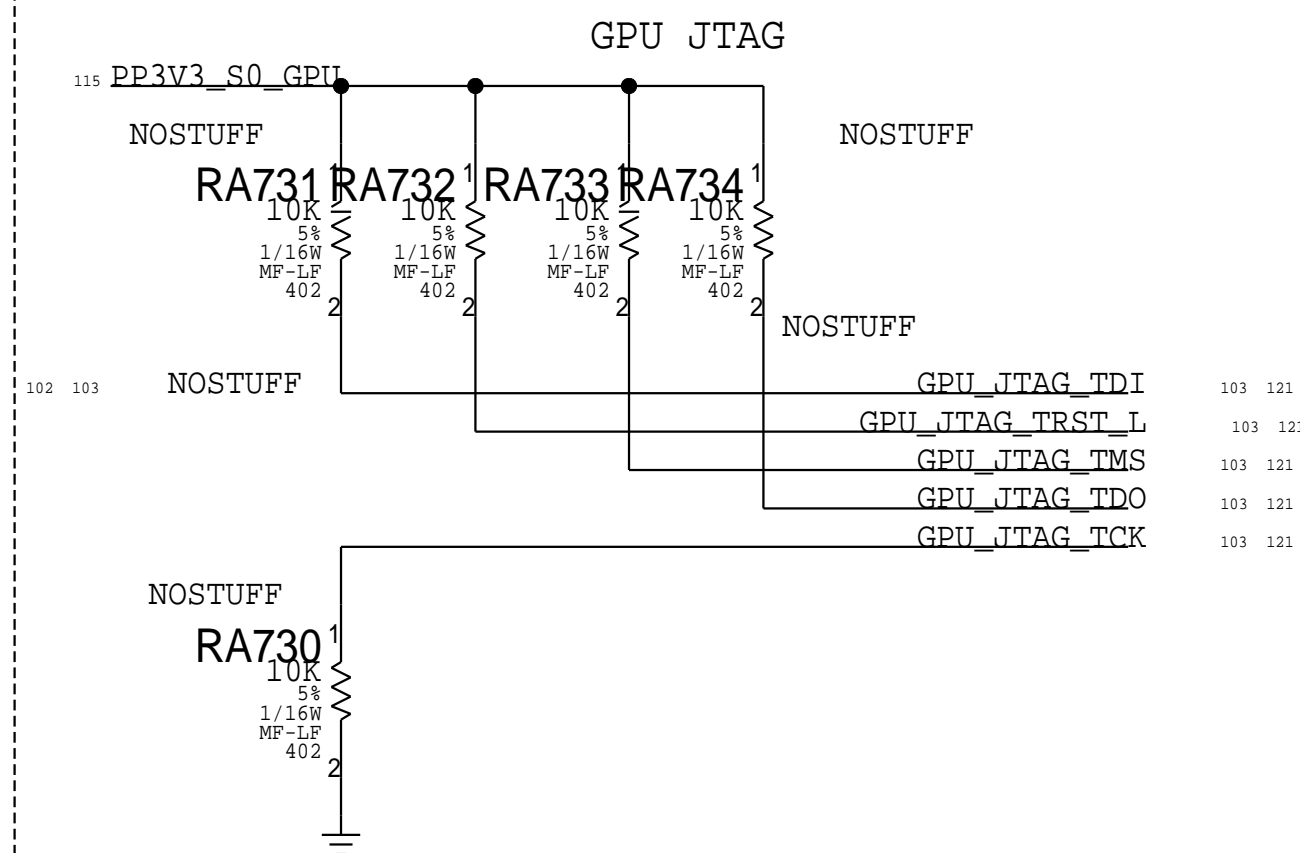 GPU JTAG
115 PP3V3_S0_GPU
NOSTUFF NOSTUFF
RA731 1 RA732 1 RA733 1 RA734 1
10K 10K 10K 10K
5% 5% 5% 5%
1/16W 1/16W 1/16W 1/16W
MF-LF MF-LF MF-LF MF-LF
402 402 402 402
2 2 2 2
NOSTUFF
102 103 NOSTUFF GPU_JTAG_TDI 103 121
GPU_JTAG_TRST_L 103 121
GPU_JTAG_TMS 103 121
GPU_JTAG_TDO 103 121
GPU_JTAG_TCK 103 121
NOSTUFF
RA730 1
10K
5%
1/16W
MF-LF
402
2